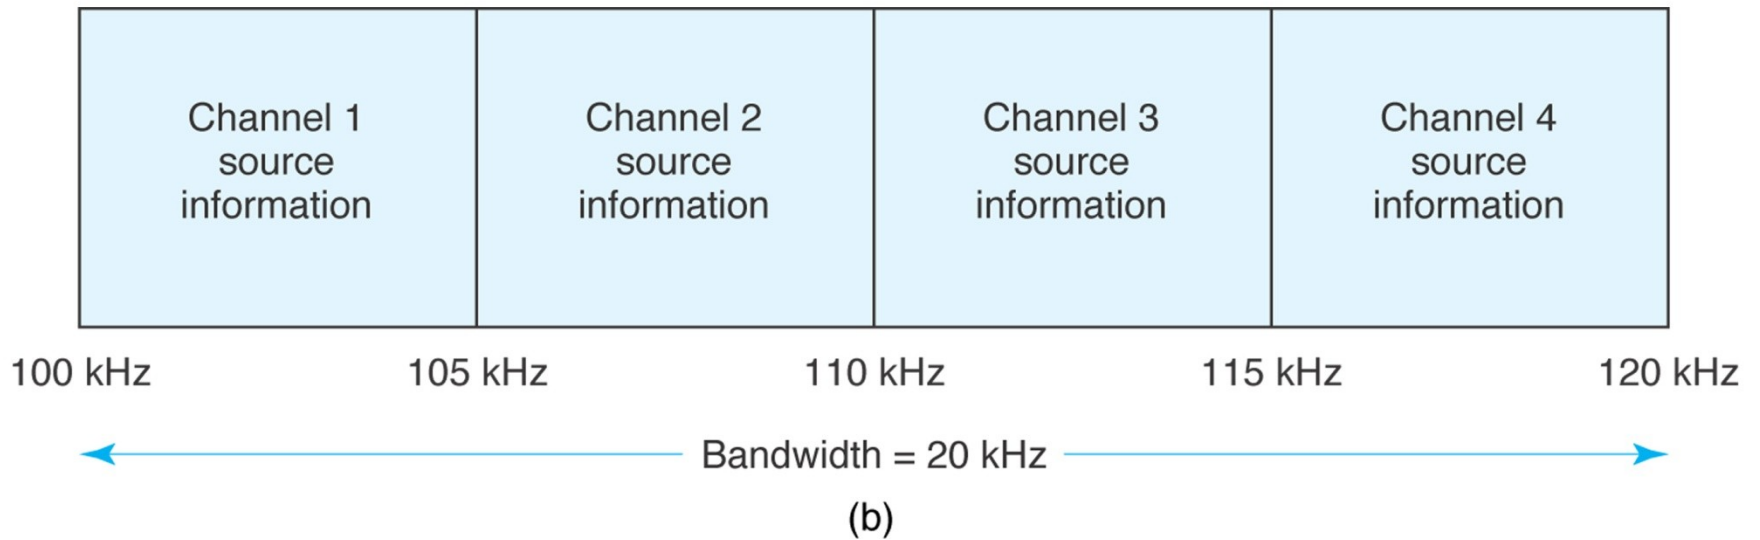 Channel 1
source
information
Channel 2
source
information
Channel 3
source
information
Channel 4
source
information
100 kHz
105 kHz
110 kHz
115 kHz
120 kHz
Bandwidth = 20 kHz
(b)